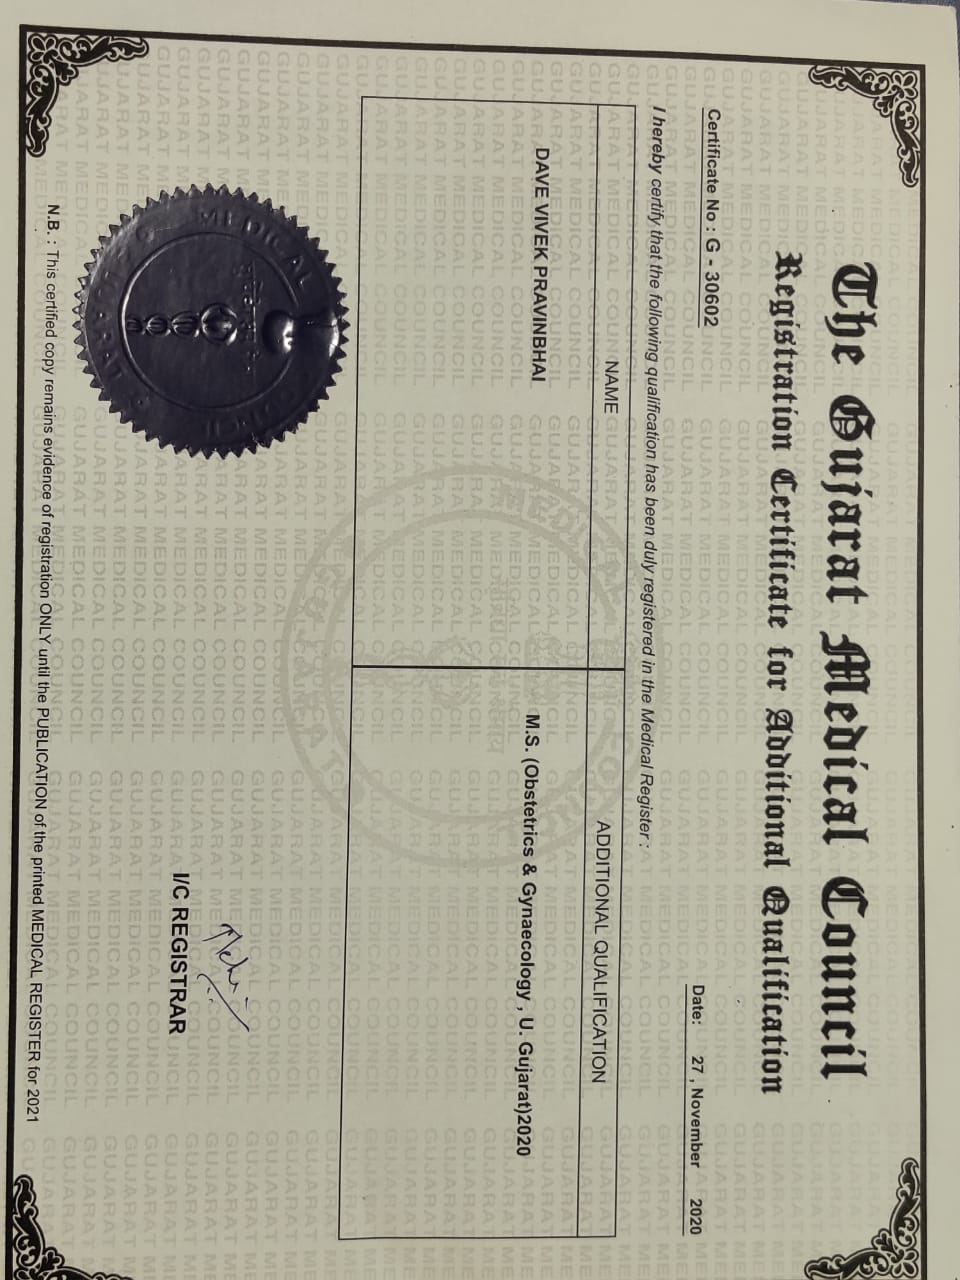 The Gujarat Medical Council
Registration Certificate for Additional Qualification
Certificate No : G - 30602
Date: 27 , November 2020
I hereby certify that the following qualification has been duly registered in the Medical Register :
NAME ADDITIONAL QUALIFICATION
DAVE VIVEK PRAVINBHAI M.S. (Obstetrics & Gynaecology , U. Gujarat)2020
I/C REGISTRAR
N.B. : This certified copy remains evidence of registration ONLY until the PUBLICATION of the printed MEDICAL REGISTER for 2021